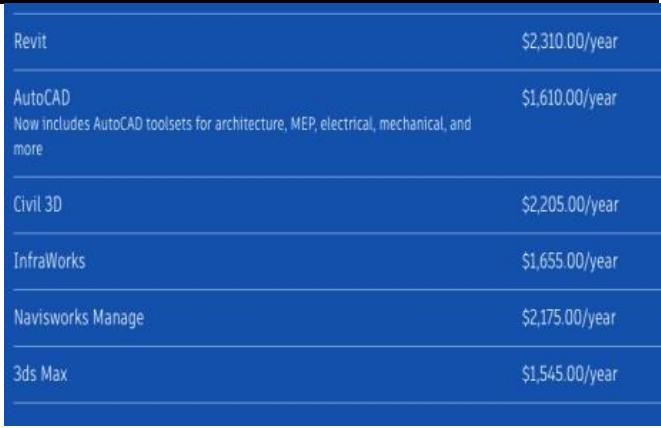 Revit $2,310.00/year
AutoCAD $1,610.00/year
Now includes AutoCAD toolsets for architecture, MEP, electrical, mechanical, and
more
Civil 3D $2,205.00/year
InfraWorks $1,655.00/year
Navisworks Manage $2,175.00/year
3ds Max $1,545.00/year